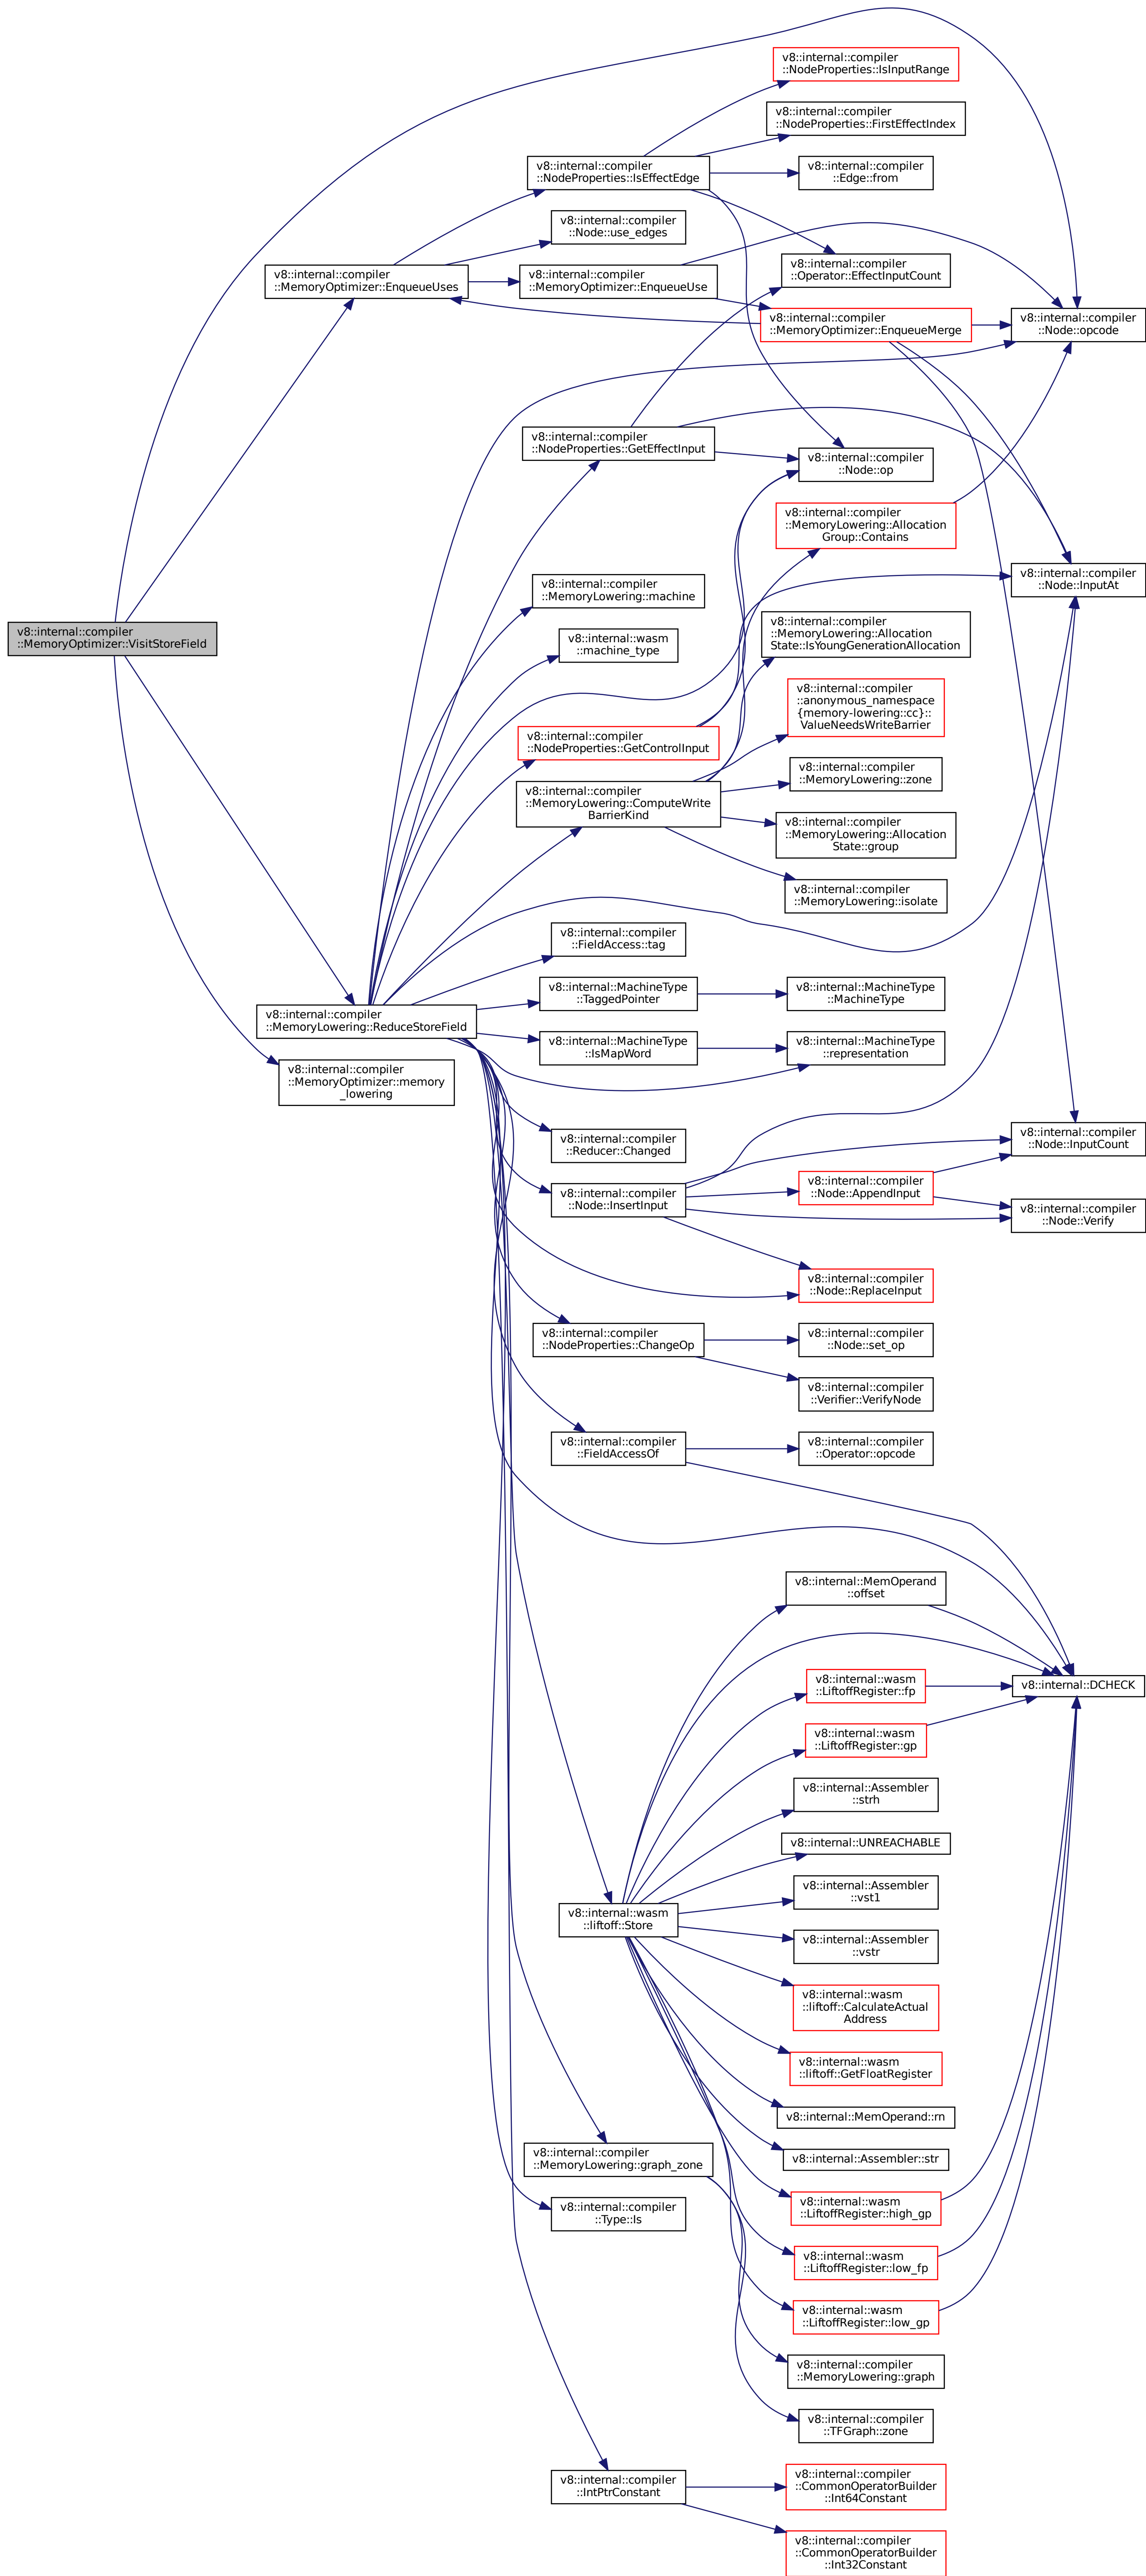 v8::internal::compiler
::NodeProperties::IsInputRange
v8::internal::compiler
::NodeProperties::FirstEffectIndex
v8::internal::compiler
::NodeProperties::IsEffectEdge
v8::internal::compiler
::Edge::from
v8::internal::compiler
::Node::use_edges
v8::internal::compiler
::Operator::EffectInputCount
v8::internal::compiler
::MemoryOptimizer::EnqueueUses
v8::internal::compiler
::MemoryOptimizer::EnqueueUse
v8::internal::compiler
::MemoryOptimizer::EnqueueMerge
v8::internal::compiler
::Node::opcode
v8::internal::compiler
::NodeProperties::GetEffectInput
v8::internal::compiler
::Node::op
v8::internal::compiler
::MemoryLowering::Allocation
Group::Contains
v8::internal::compiler
::Node::InputAt
v8::internal::compiler
::MemoryLowering::machine
v8::internal::compiler
::MemoryLowering::Allocation
State::IsYoungGenerationAllocation
v8::internal::compiler
::MemoryOptimizer::VisitStoreField
v8::internal::wasm
::machine_type
v8::internal::compiler
::anonymous_namespace
{memory-lowering::cc}::
ValueNeedsWriteBarrier
v8::internal::compiler
::NodeProperties::GetControlInput
v8::internal::compiler
::MemoryLowering::zone
v8::internal::compiler
::MemoryLowering::ComputeWrite
BarrierKind
v8::internal::compiler
::MemoryLowering::Allocation
State::group
v8::internal::compiler
::MemoryLowering::isolate
v8::internal::compiler
::FieldAccess::tag
v8::internal::MachineType
::TaggedPointer
v8::internal::MachineType
::MachineType
v8::internal::compiler
::MemoryLowering::ReduceStoreField
v8::internal::MachineType
::IsMapWord
v8::internal::MachineType
::representation
v8::internal::compiler
::MemoryOptimizer::memory
_lowering
v8::internal::compiler
::Reducer::Changed
v8::internal::compiler
::Node::InputCount
v8::internal::compiler
::Node::InsertInput
v8::internal::compiler
::Node::AppendInput
v8::internal::compiler
::Node::Verify
v8::internal::compiler
::Node::ReplaceInput
v8::internal::compiler
::NodeProperties::ChangeOp
v8::internal::compiler
::Node::set_op
v8::internal::compiler
::Verifier::VerifyNode
v8::internal::compiler
::FieldAccessOf
v8::internal::compiler
::Operator::opcode
v8::internal::MemOperand
::offset
v8::internal::wasm
::LiftoffRegister::fp
v8::internal::DCHECK
v8::internal::wasm
::LiftoffRegister::gp
v8::internal::Assembler
::strh
v8::internal::UNREACHABLE
v8::internal::Assembler
::vst1
v8::internal::wasm
::liftoff::Store
v8::internal::Assembler
::vstr
v8::internal::wasm
::liftoff::CalculateActual
Address
v8::internal::wasm
::liftoff::GetFloatRegister
v8::internal::MemOperand::rn
v8::internal::Assembler::str
v8::internal::compiler
::MemoryLowering::graph_zone
v8::internal::wasm
::LiftoffRegister::high_gp
v8::internal::compiler
::Type::Is
v8::internal::wasm
::LiftoffRegister::low_fp
v8::internal::wasm
::LiftoffRegister::low_gp
v8::internal::compiler
::MemoryLowering::graph
v8::internal::compiler
::TFGraph::zone
v8::internal::compiler
::IntPtrConstant
v8::internal::compiler
::CommonOperatorBuilder
::Int64Constant
v8::internal::compiler
::CommonOperatorBuilder
::Int32Constant